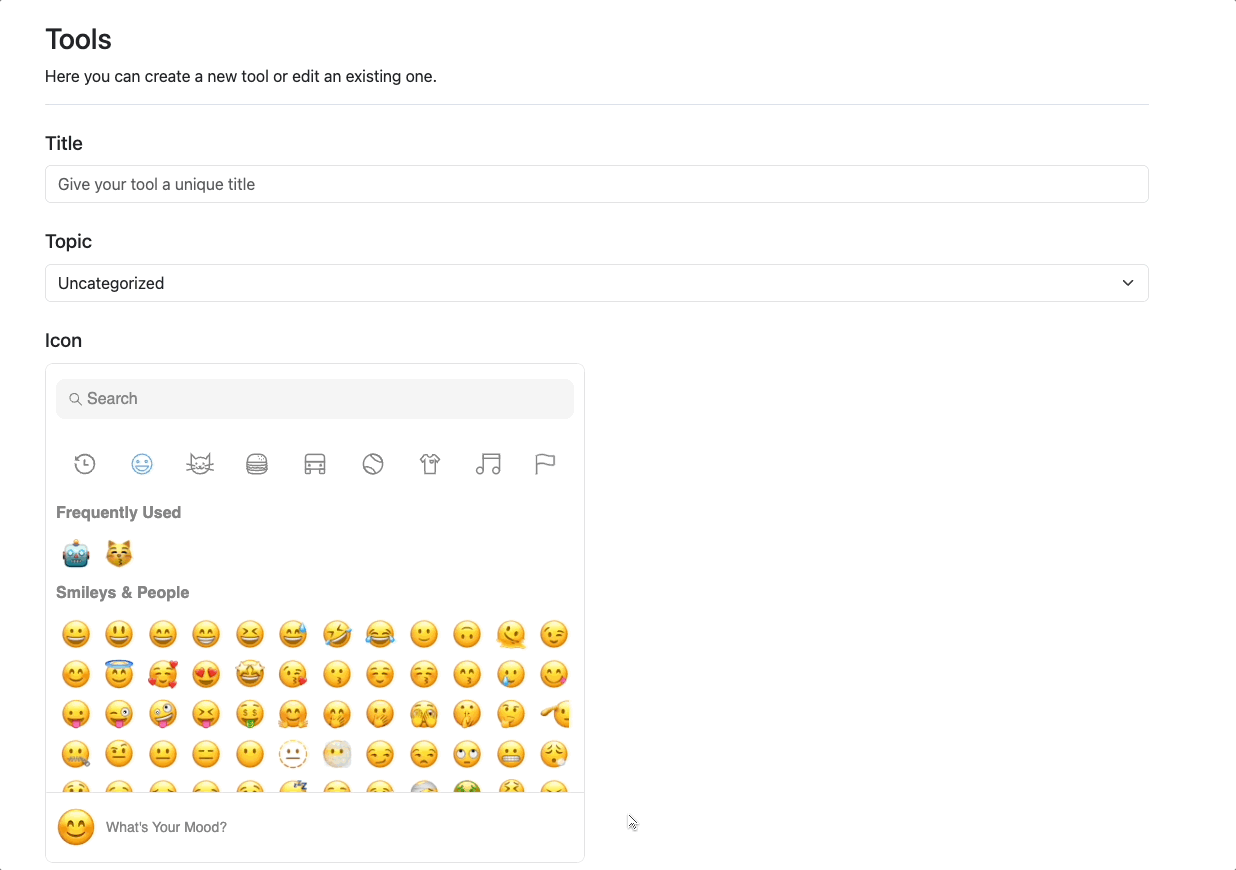 Tools
Here you can create a new tool or edit an existing one.
Title
Give your tool a unique title
Topic
Uncategorized
Icon
Search
Frequently Used
Smileys & People
What's Your Mood?